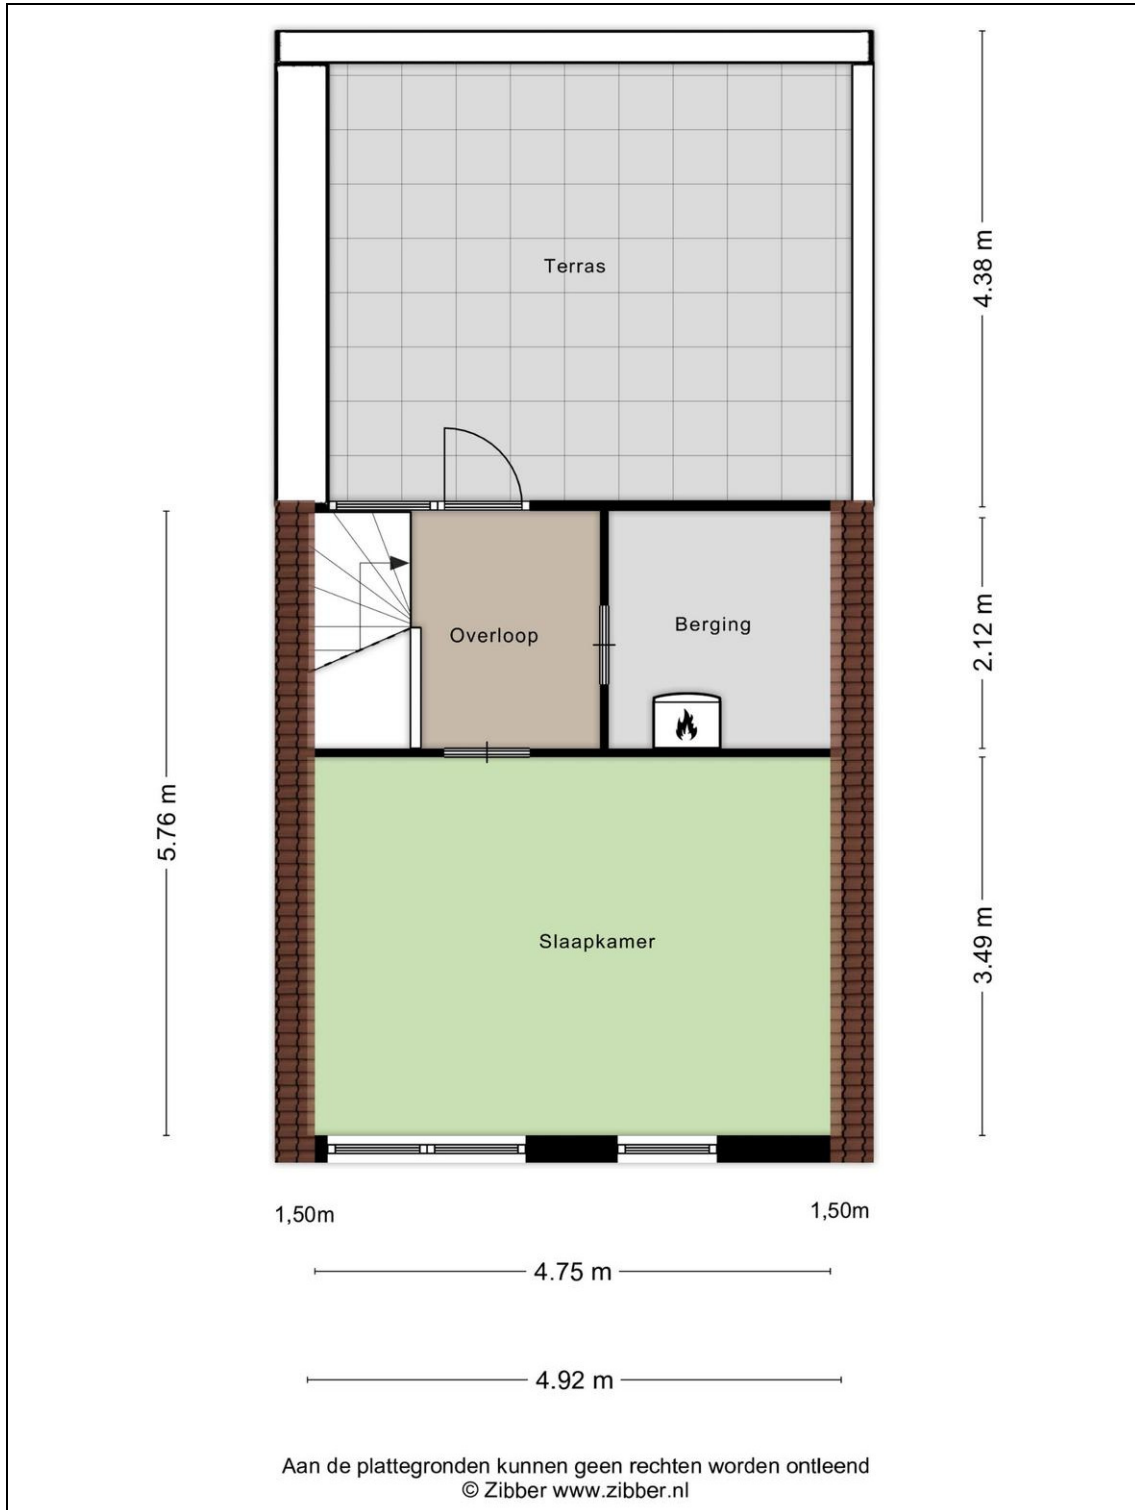 Terras
4.38 m
Overloop
Berging
2.12 m
5.76 m
Slaapkamer
3.49 m
1,50m
1,50m
4.75 m
4.92 m
Aan de plattegronden kunnen geen rechten worden ontleend
© Zibber www.zibber.nl